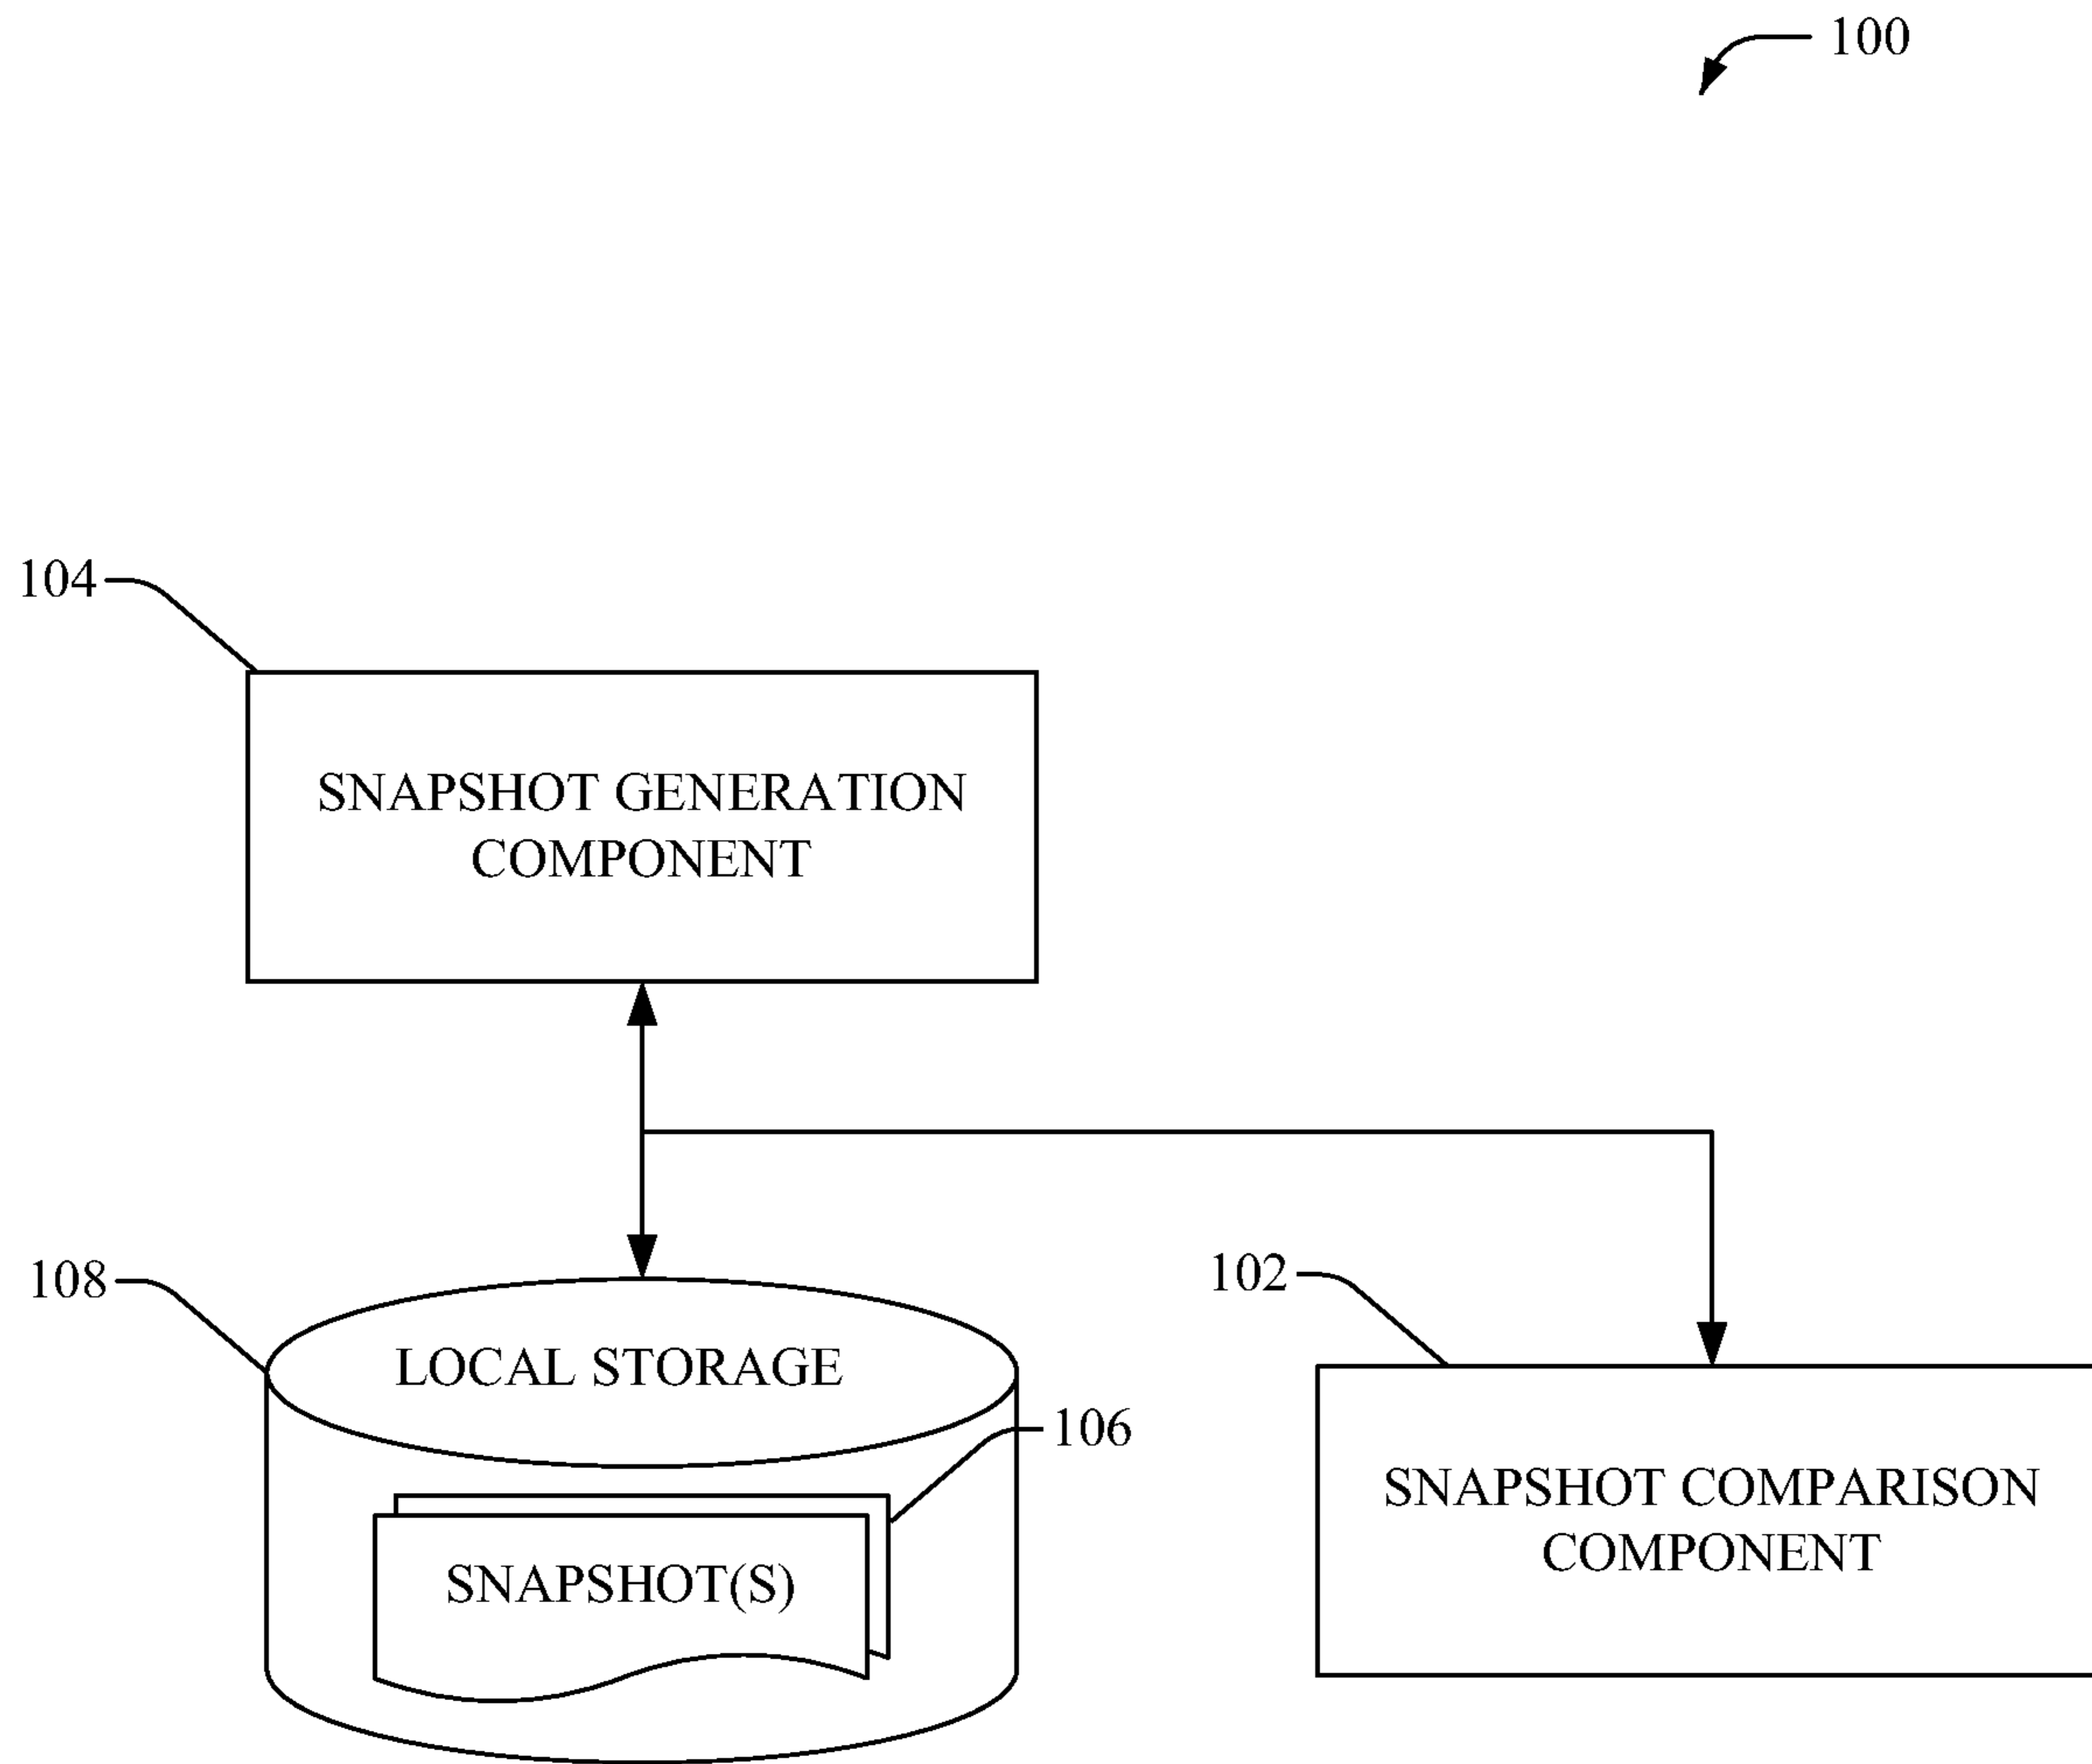 100
104
SNAPSHOT GENERATION
COMPONENT
108
LOCAL STORAGE
102
106
SNAPSHOT COMPARISON
COMPONENT
SNAPSHOT(S)